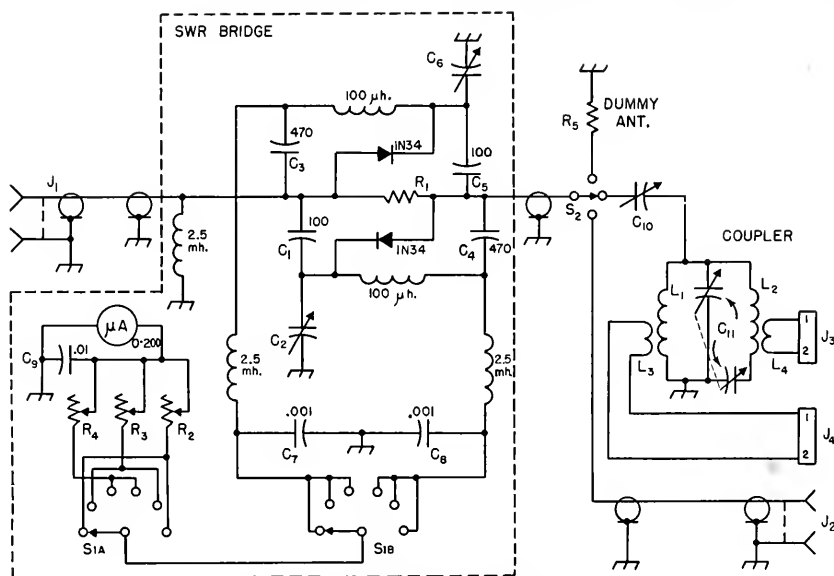 SWR BRIDGE
C6
100 µh.
470
C3
1N34
100
C5
R1
J1
2.5
mh.
100
C1
1N34
C4
470
100 µh.
C2
DUMMY
ANT.
R5
S2
C10
COUPLER
L1
L2
C11
L3
L4
1
2
J3
1
2
J4
J2
µA
0-200
C9
.01
R4
R3
R2
2.5
mh.
2.5
mh.
.001
C7
.001
C8
S1A
S1B